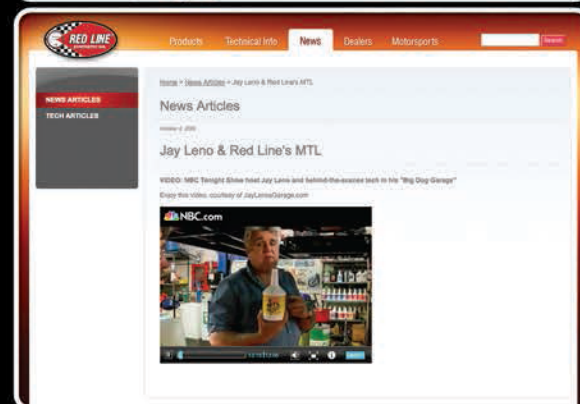 RED LINE
Products Technical Info News Dealers Motorsports
Search
Home > News Articles > Jay Leno & Red Line's MTL
NEWS ARTICLES
TECH ARTICLES
News Articles
Jay Leno & Red Line's MTL
VIDEO: NBC Tonight Show host Jay Leno and behind-the-scenes tech in his "Big Dog Garage"
Enjoy this video, courtesy of JayLenosGarage.com
NBC.com